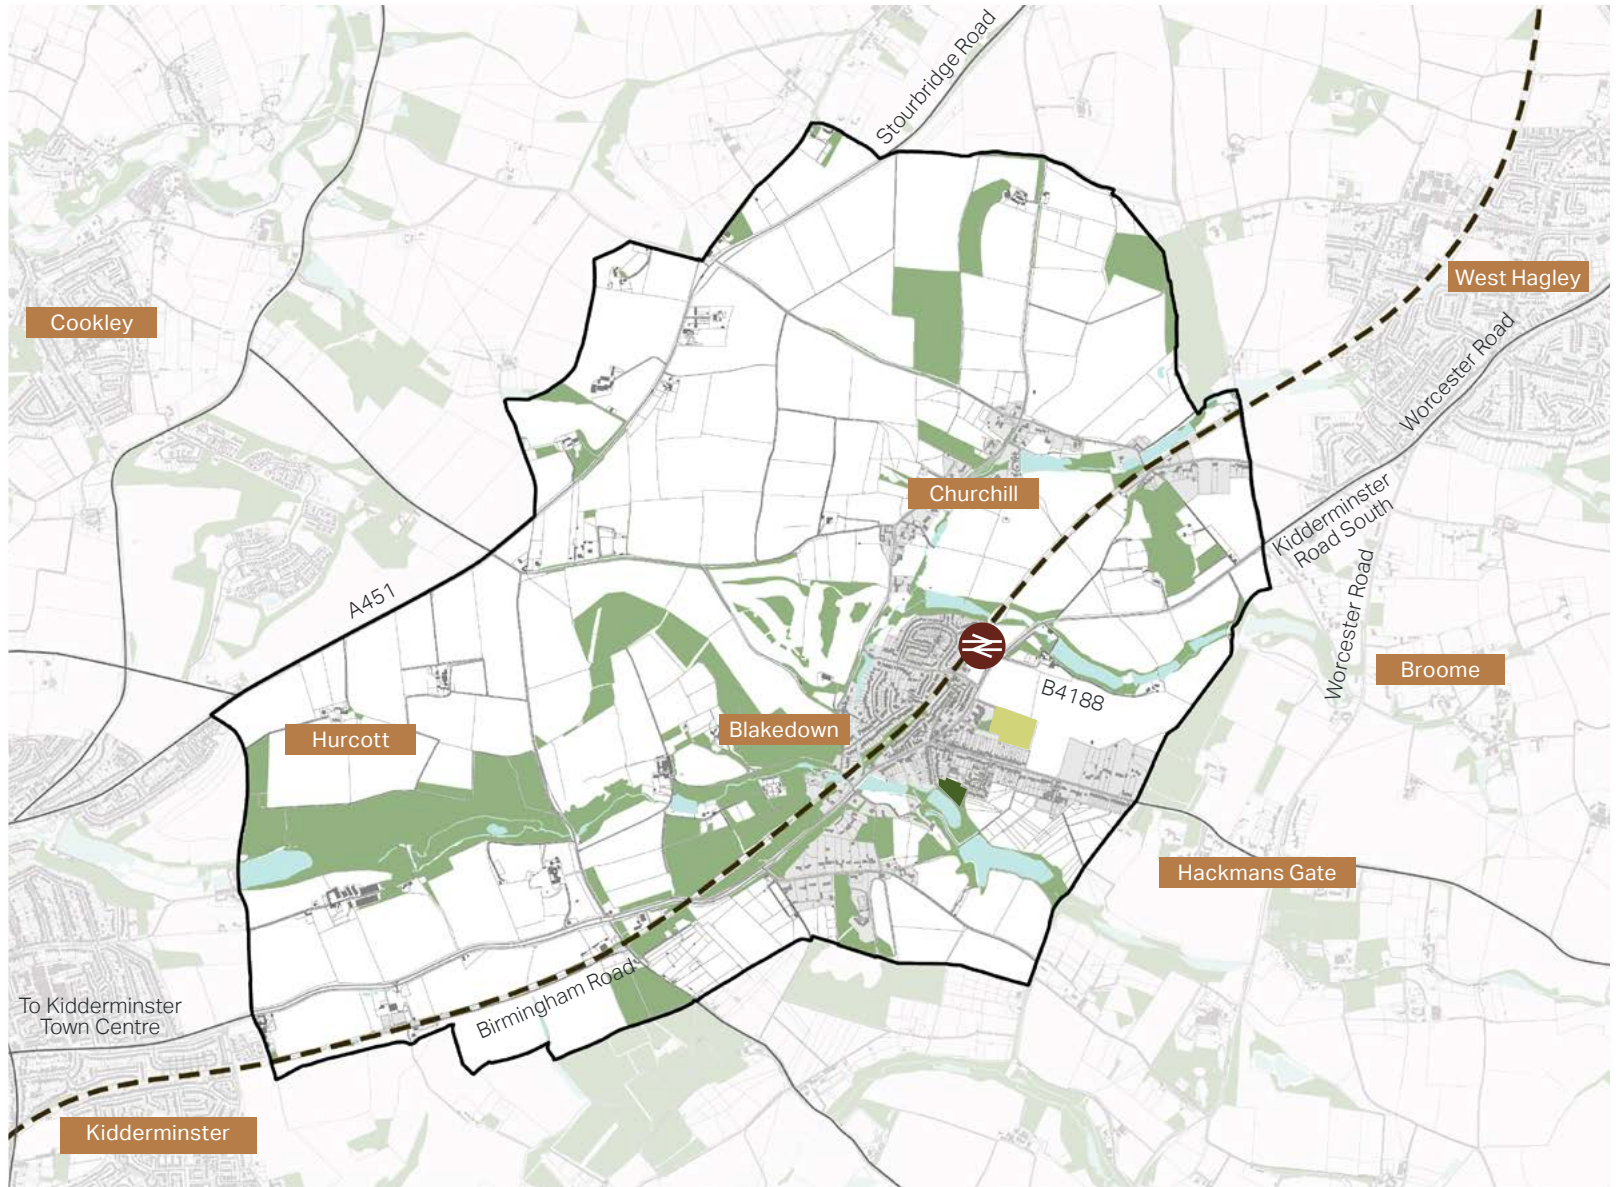 Stourbridge Road
West Hagley
Cookley
Worcester Road
Churchill
Kidderminster
Road South
A451
Worcester Road
Broome
B4188
Blakedown
Hurcott
Hackmans Gate
Birmingham Road
To Kidderminster
Town Centre
Kidderminster